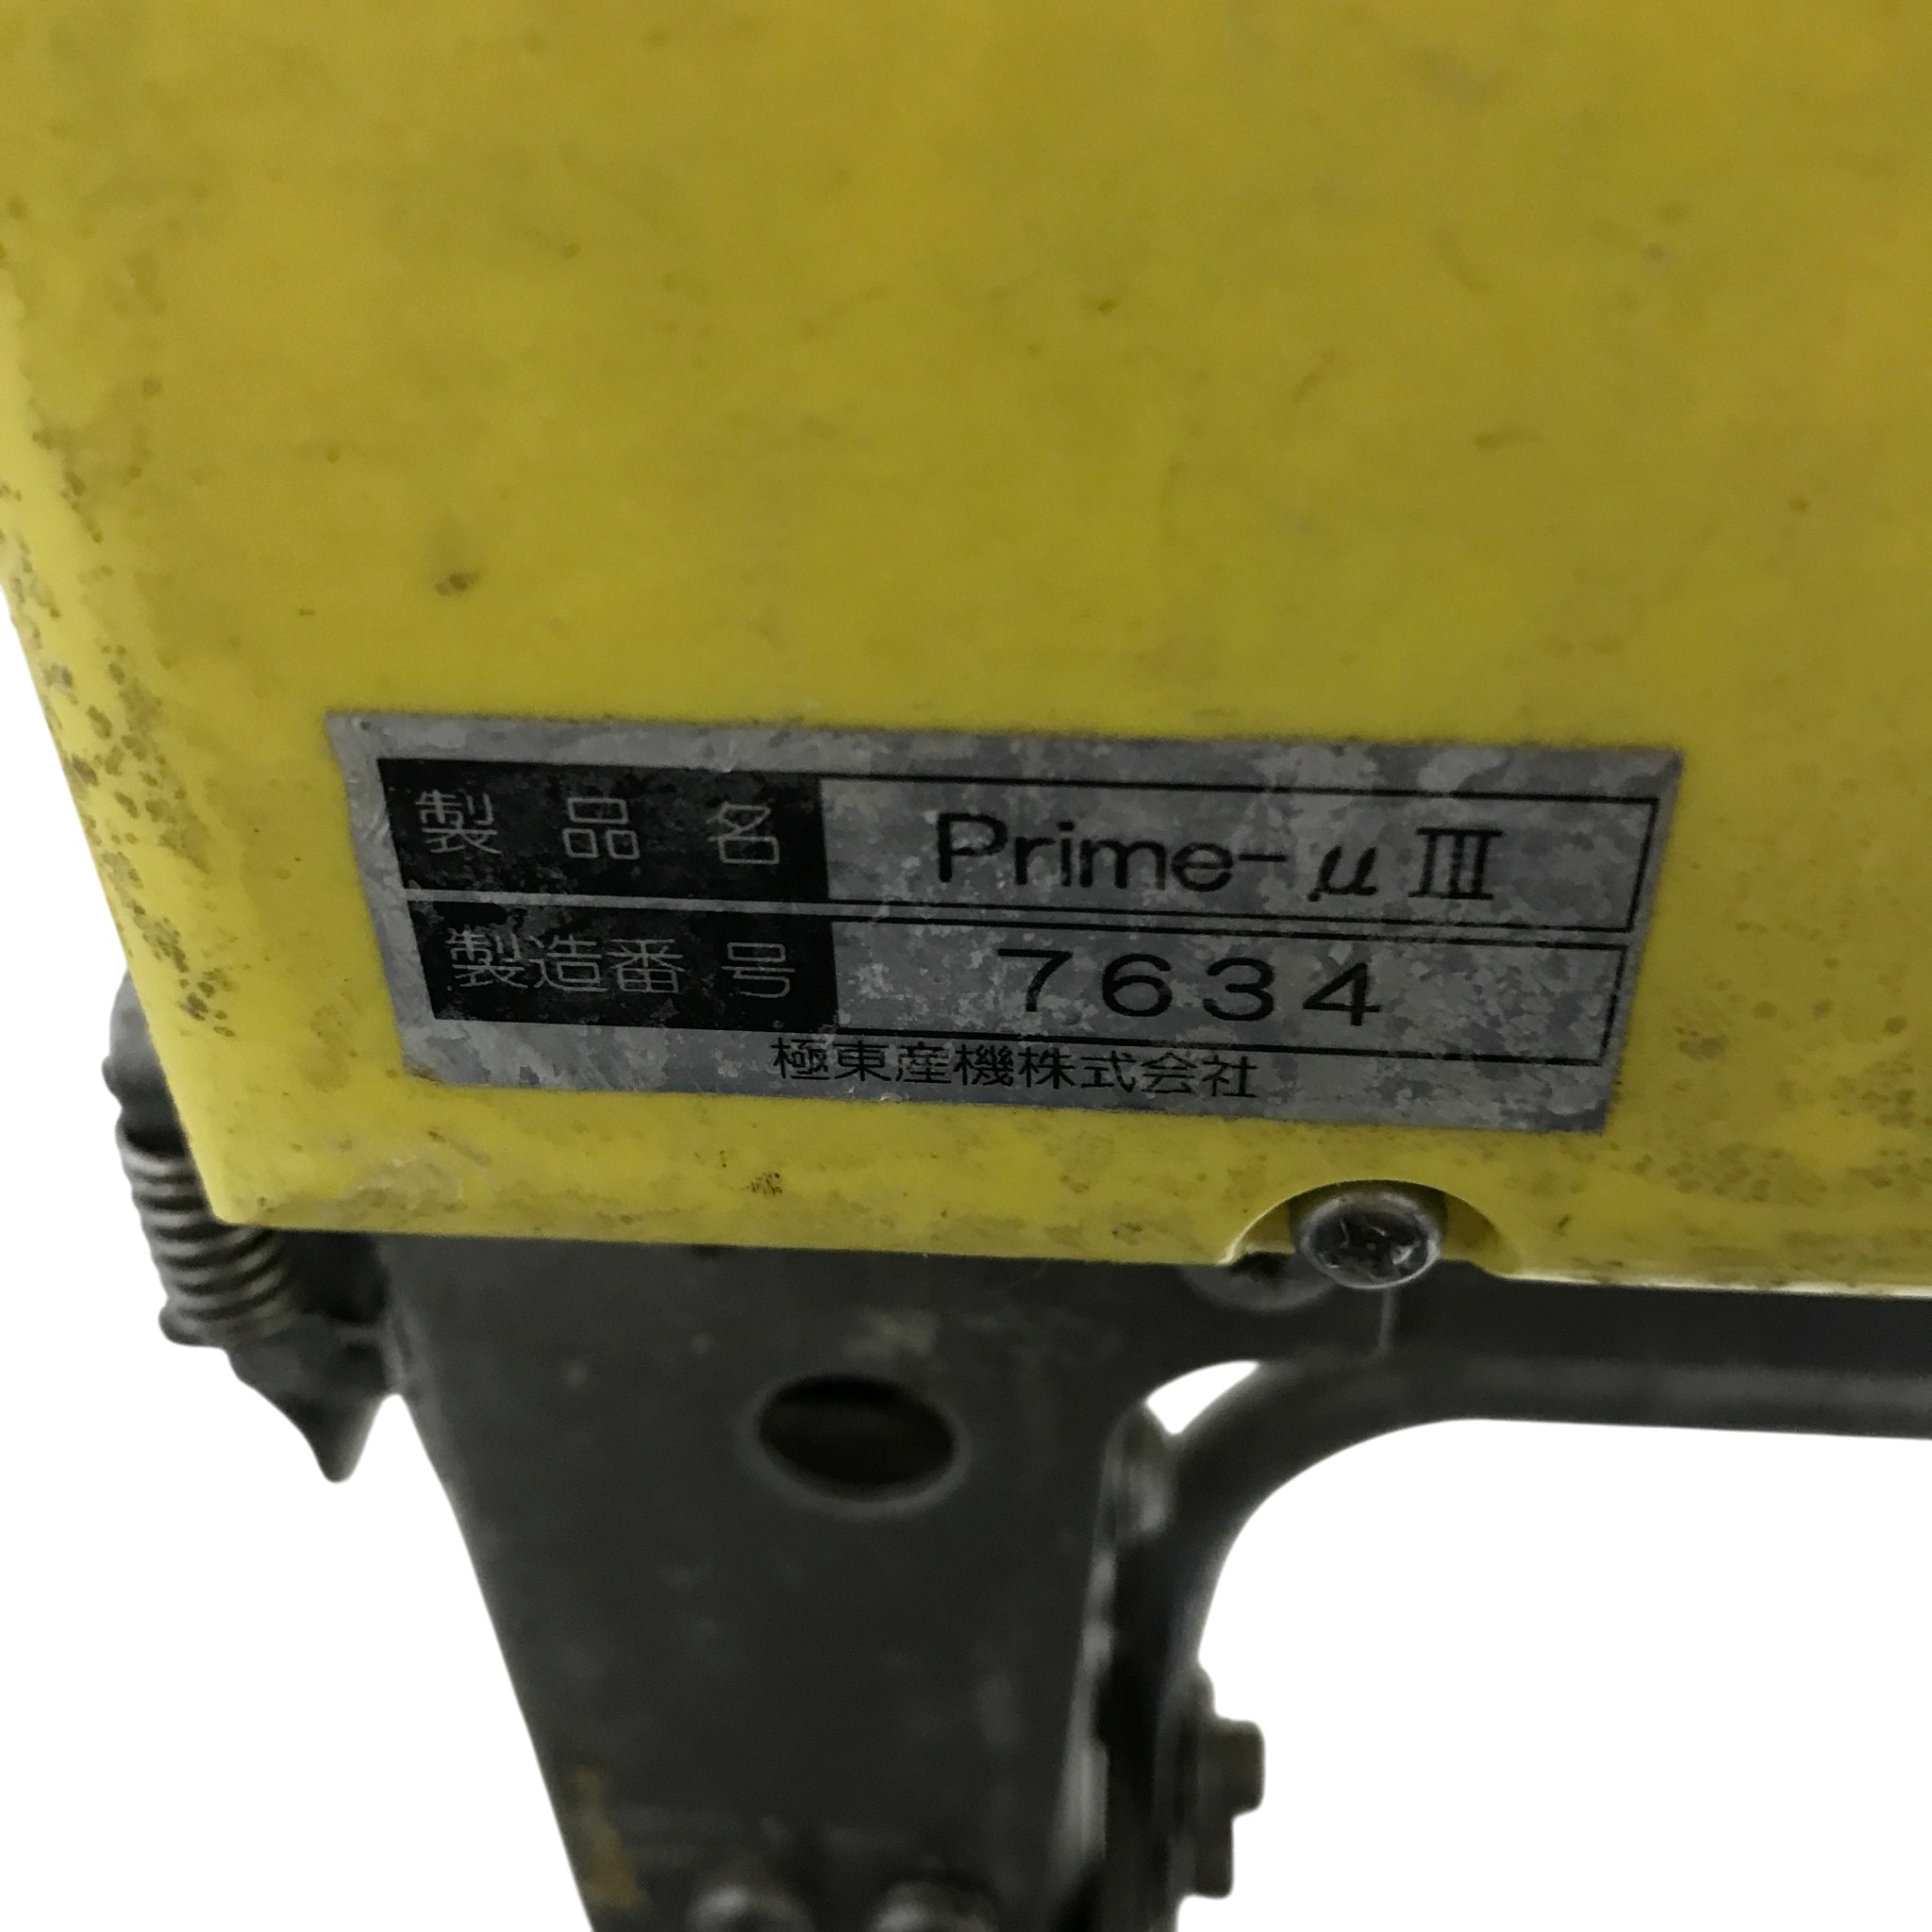 製品名 Prime-μⅢ
製造番号 7634
極東産機株式会社